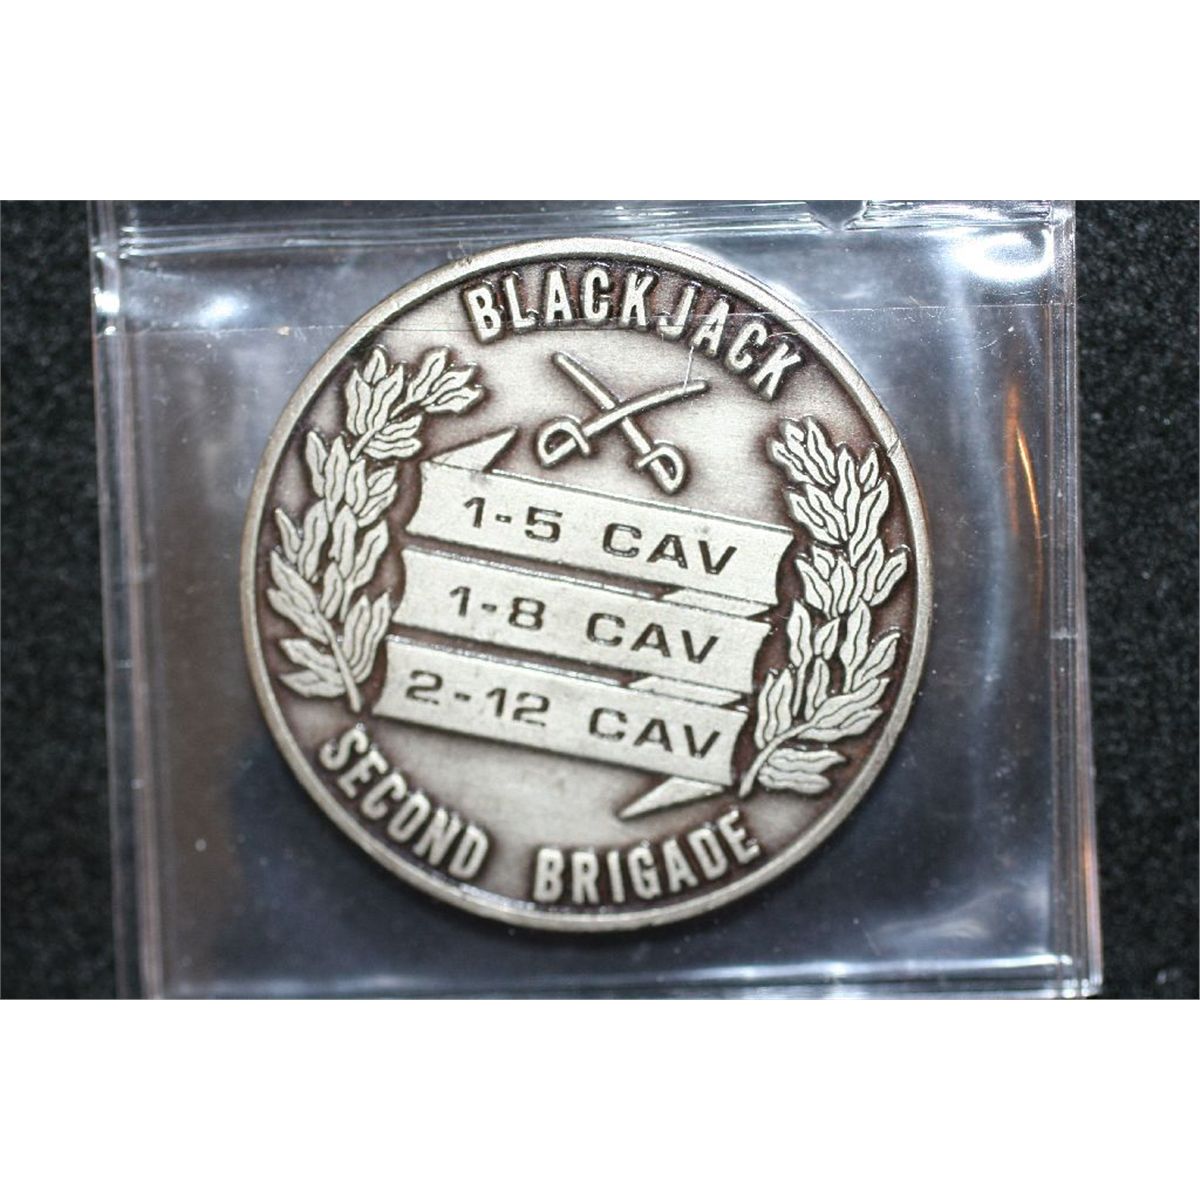 BLACKJACK
1-5 CAV
1-8 CAV
2-12 CAV
SECOND BRIGADE